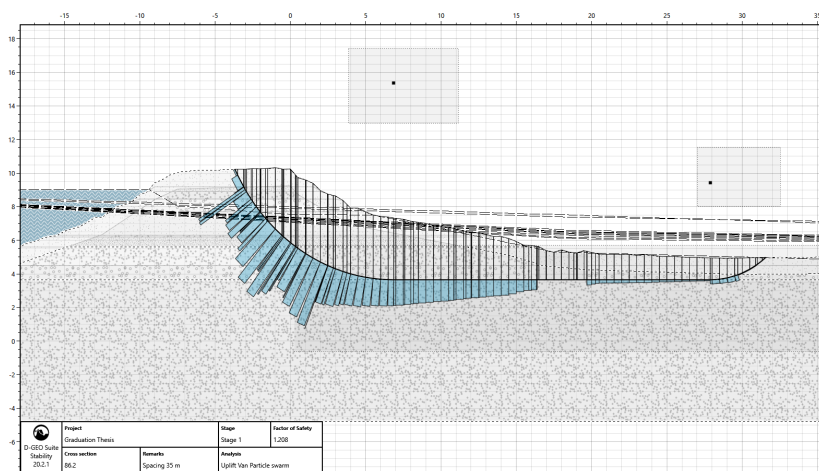 -15 -10 -5 0 5 10 15 20 25 30 35
18
16
14
12
10
8
6
4
2
0
-2
-4
-6
D-GEO Suite
Stability
20.2.1
Project
Graduation Thesis
Stage
Stage 1
Factor of Safety
1,208
Cross section
86.2
Remarks
Spacing 35 m
Analysis
Uplift Van Particle swarm